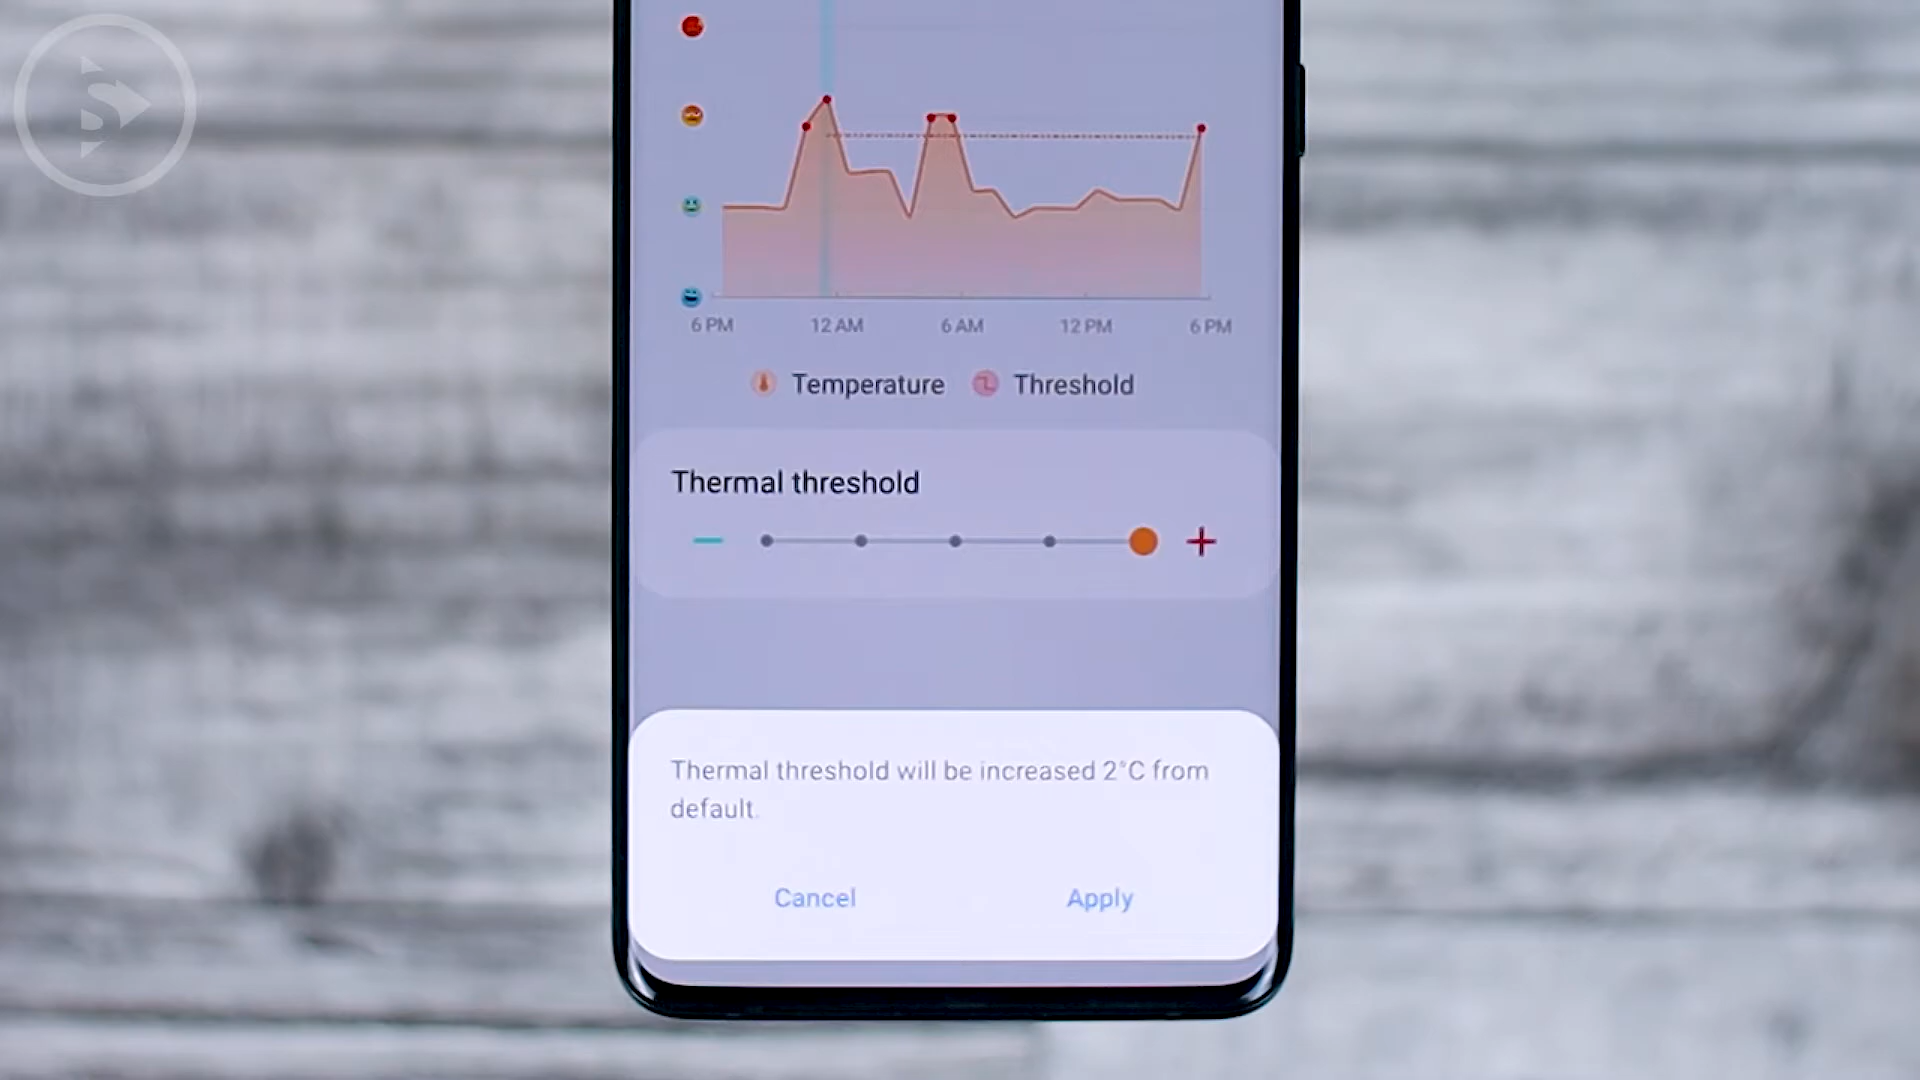 6 PM 12 AM 6 AM 12 PM 6 PM
Temperature Threshold
Thermal threshold
Thermal threshold will be increased 2°C from
default.
Cancel Apply